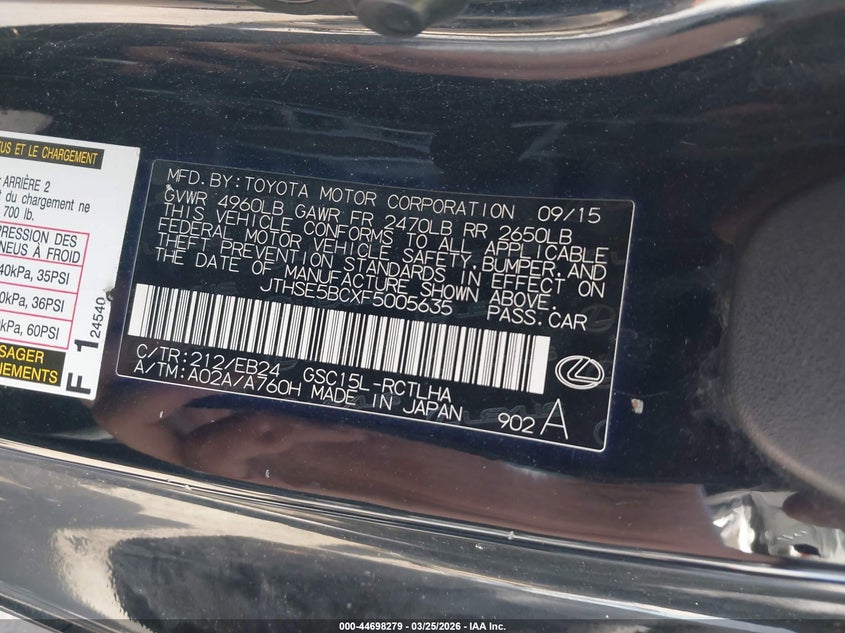 US ET LE CHARGEMENT
ARRIÈRE 2
du chargement ne
700 lb.
PRESSION DES
NEUS À FROID
40kPa, 35PSI
0kPa, 36PSI
kPa, 60PSI
SAGER
NEMENTS
F 1 24540
MFD. BY: TOYOTA MOTOR CORPORATION 09/15
GVWR 4960LB GAWR FR 2470LB RR 2650LB
THIS VEHICLE CONFORMS TO ALL APPLICABLE
FEDERAL MOTOR VEHICLE SAFETY, BUMPER, AND
THEFT PREVENTION STANDARDS IN EFFECT ON
THE DATE OF MANUFACTURE SHOWN ABOVE.
JTHSE5BCXF5005635 PASS.CAR
C/TR:212/EB24 GSC15L-RCTLHA
A/TM:A02A/A760H MADE IN JAPAN
902 A
000-44698279 - 03/25/2026 - IAA Inc.